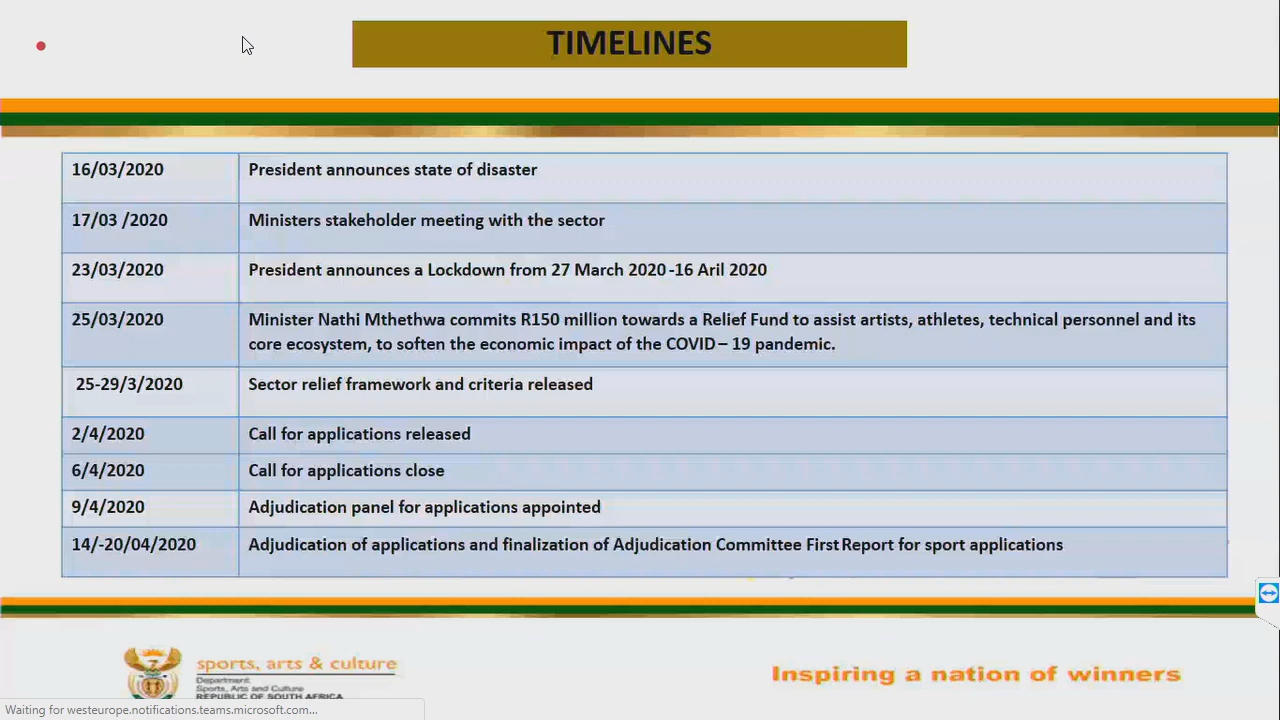 TIMELINES
16/03/2020 President announces state of disaster
17/03 /2020 Ministers stakeholder meeting with the sector
23/03/2020 President announces a Lockdown from 27 March 2020 -16 Aril 2020
25/03/2020 Minister Nathi Mthethwa commits R150 million towards a Relief Fund to assist artists, athletes, technical personnel and its
core ecosystem, to soften the economic impact of the COVID – 19 pandemic.
25-29/3/2020 Sector relief framework and criteria released
2/4/2020 Call for applications released
6/4/2020 Call for applications close
9/4/2020 Adjudication panel for applications appointed
14/-20/04/2020 Adjudication of applications and finalization of Adjudication Committee First Report for sport applications
sports, arts & culture
Department:
Sports, Arts and Culture
REPUBLIC OF SOUTH AFRICA
Inspiring a nation of winners
Waiting for westeurope.notifications.teams.microsoft.com...